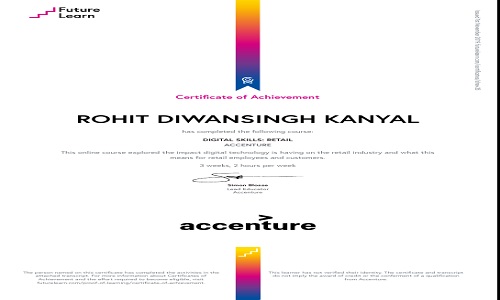 Future
Learn
Certificate of Achievement
ROHIT DIWANSINGH KANYAL
has completed the following course:
DIGITAL SKILLS: RETAIL
ACCENTURE
This online course explored the impact digital technology is having on the retail industry and what this
means for retail employees and customers.
3 weeks, 2 hours per week
Lead Educator
Accenture
accenture
The person named on this certificate has completed the activities in the
attached transcript. For more information about Certificates of
Achievement and the effort required to become eligible, visit
futurelearn.com/proof-of-learning/certificate-of-achievement.
This learner has not verified their identity. The certificate and transcript
do not imply the award of credit or the conferment of a qualification
from Accenture.